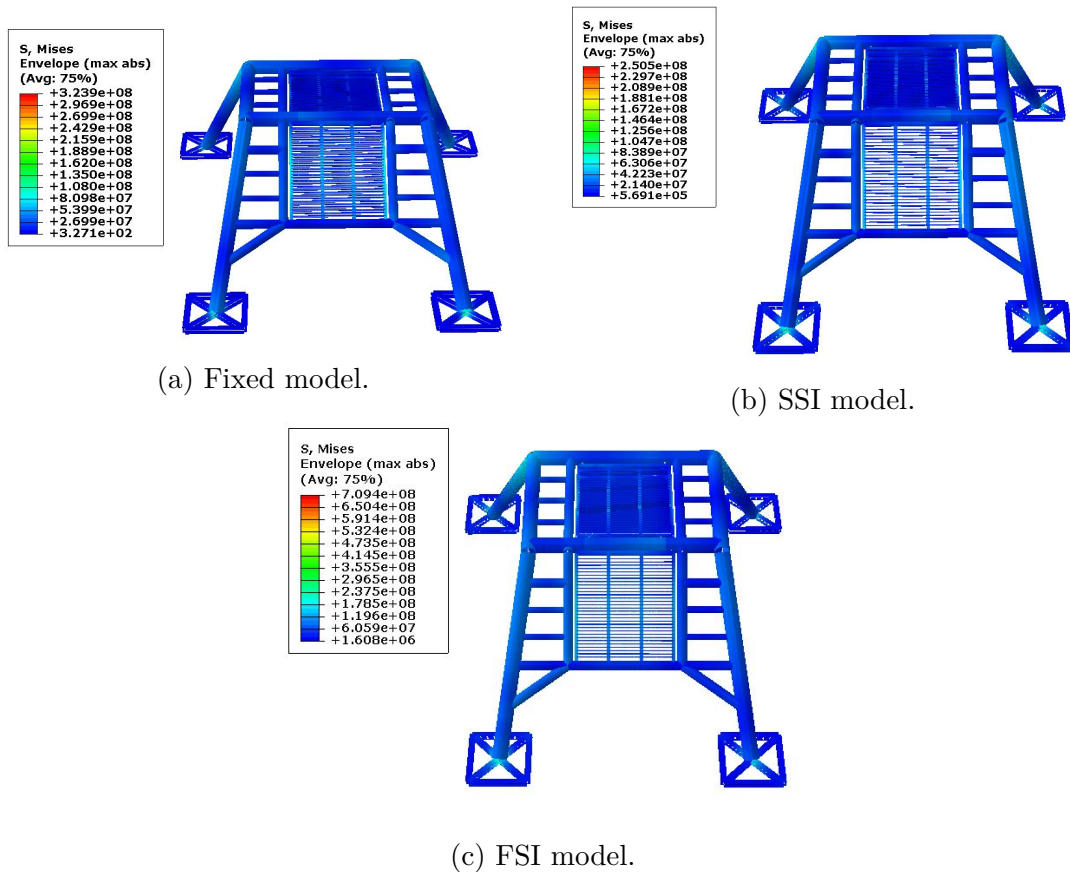 S, Mises
Envelope (max abs)
(Avg: 75%)
+3.239e+08
+2.969e+08
+2.699e+08
+2.429e+08
+2.159e+08
+1.889e+08
+1.620e+08
+1.350e+08
+1.080e+08
+8.098e+07
+5.399e+07
+2.699e+07
+3.271e+02
(a) Fixed model.
S, Mises
Envelope (max abs)
(Avg: 75%)
+2.505e+08
+2.297e+08
+2.089e+08
+1.881e+08
+1.672e+08
+1.464e+08
+1.256e+08
+1.047e+08
+8.389e+07
+6.306e+07
+4.223e+07
+2.140e+07
+5.691e+05
(b) SSI model.
S, Mises
Envelope (max abs)
(Avg: 75%)
+7.094e+08
+6.504e+08
+5.914e+08
+5.324e+08
+4.735e+08
+4.145e+08
+3.555e+08
+2.965e+08
+2.375e+08
+1.785e+08
+1.196e+08
+6.059e+07
+1.608e+06
(c) FSI model.